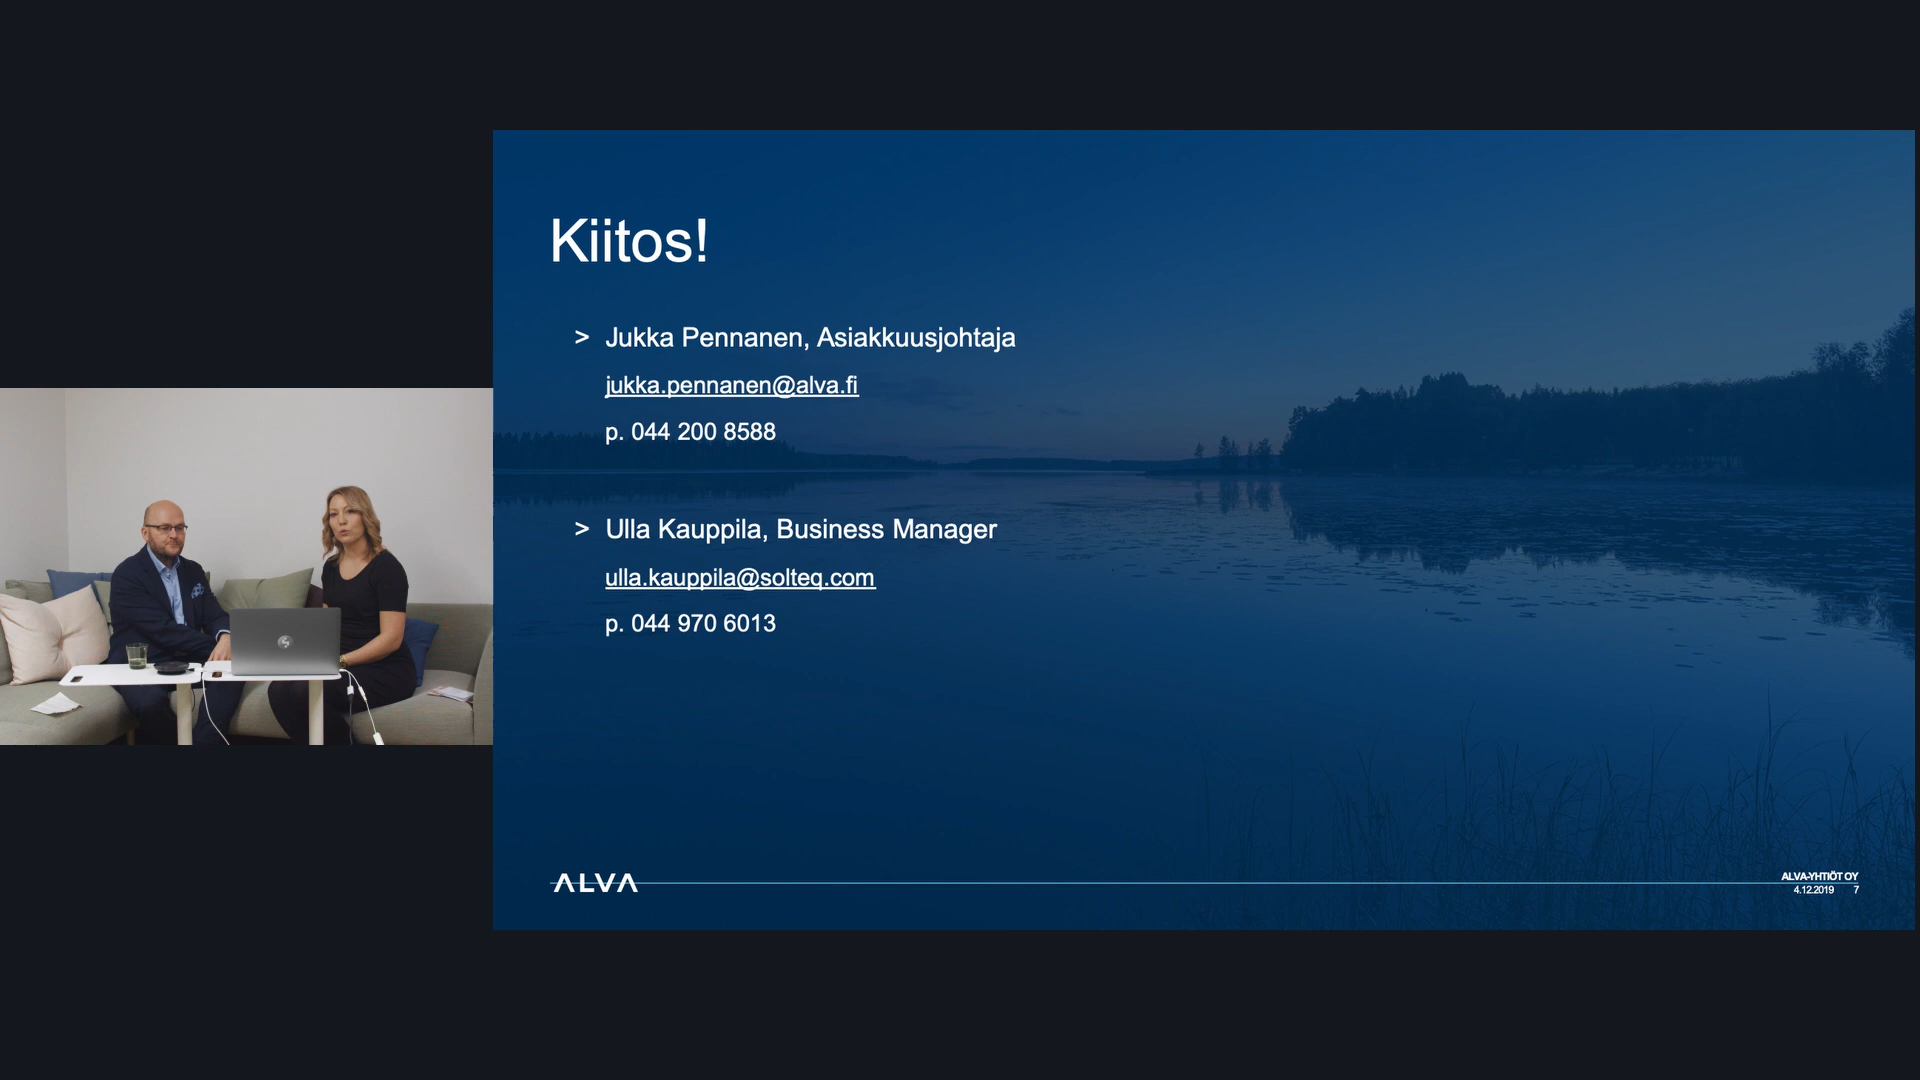 Kiitos!
> Jukka Pennanen, Asiakkuusjohtaja
jukka.pennanen@alva.fi
p. 044 200 8588
> Ulla Kauppila, Business Manager
ulla.kauppila@solteq.com
p. 044 970 6013
ALVA
ALVA-YHTIÖT OY
4.12.2019 7